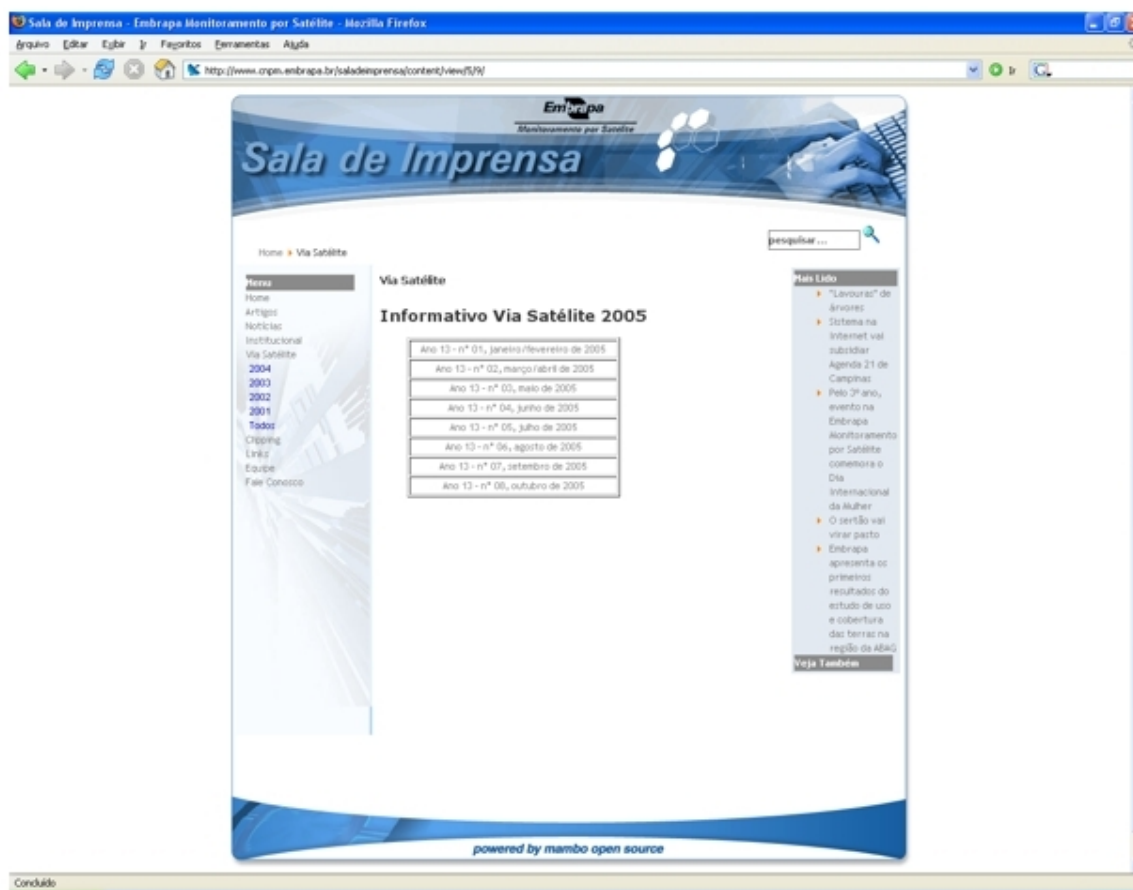 Sala de Imprensa - Embrapa Monitoramento por Satélite - Mozilla Firefox
Arquivo Editar Exibir Ir Favoritos Ferramentas Ajuda
http://www.cnpm.embrapa.br/saladeimprensa/content/view/5/9/
Ir
Embrapa
Monitoramento por Satélite
Sala de Imprensa
pesquisar...
Home Via Satélite
Menu
Home
Artigos
Notícias
Institucional
Via Satélite
2004
2003
2002
2001
Todos
Clipping
Links
Equipe
Fale Conosco
Via Satélite
Informativo Via Satélite 2005
Ano 13 - nº 01, janeiro/fevereiro de 2005
Ano 13 - nº 02, março/abril de 2005
Ano 13 - nº 03, maio de 2005
Ano 13 - nº 04, junho de 2005
Ano 13 - nº 05, julho de 2005
Ano 13 - nº 06, agosto de 2005
Ano 13 - nº 07, setembro de 2005
Ano 13 - nº 08, outubro de 2005
Mais Lido
"Lavouras" de
árvores
Sistema na
Internet vai
subsidiar
Agenda 21 de
Campinas
Pelo 3º ano,
evento na
Embrapa
Monitoramento
por Satélite
comemora o
Dia
Internacional
da Mulher
O sertão vai
virar pasto
Embrapa
apresenta os
primeiros
resultados do
estudo de uso
e cobertura
das terras na
região da ABAG
Veja Também
powered by mambo open source
Concluído